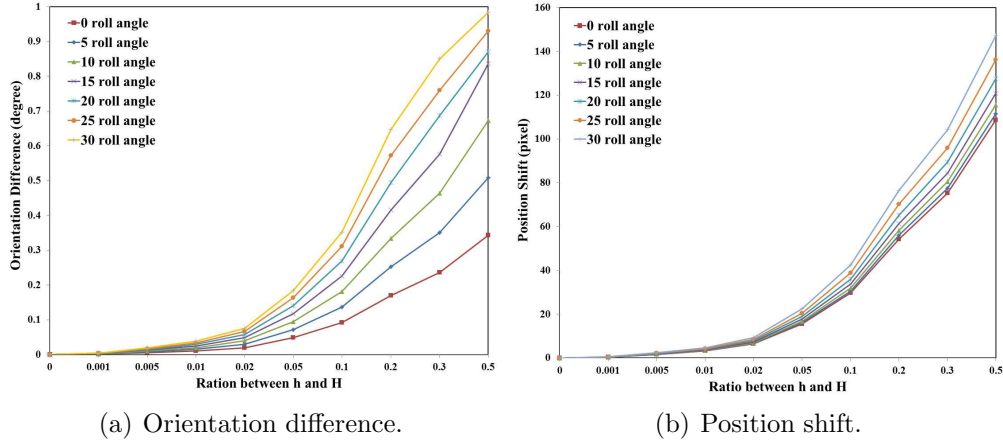 1
0.9
0.8
0.7
0.6
0.5
0.4
0.3
0.2
0.1
0
Orientation Difference (degree)
0 roll angle
5 roll angle
10 roll angle
15 roll angle
20 roll angle
25 roll angle
30 roll angle
0 0.001 0.005 0.01 0.02 0.05 0.1 0.2 0.3 0.5
Ration between h and H
(a) Orientation difference.
160
140
120
100
80
60
40
20
0
Position Shift (pixel)
0 roll angle
5 roll angle
10 roll angle
15 roll angle
20 roll angle
25 roll angle
30 roll angle
0 0.001 0.005 0.01 0.02 0.05 0.1 0.2 0.3 0.5
Ratio between h and H
(b) Position shift.